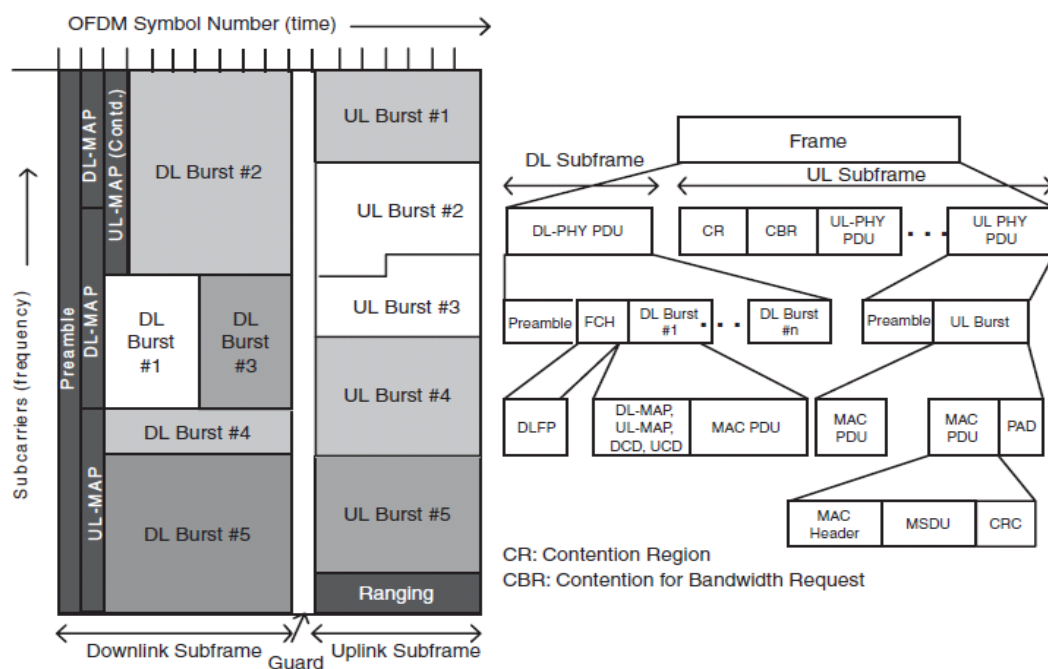 OFDM Symbol Number (time)
Subcarriers (frequency)
Preamble
DL-MAP
DL-MAP
UL-MAP
UL-MAP (Contd.)
DL Burst #2
DL
Burst
#1
DL
Burst
#3
DL Burst #4
DL Burst #5
UL Burst #1
UL Burst #2
UL Burst #3
UL Burst #4
UL Burst #5
Ranging
Downlink Subframe
Guard
Uplink Subframe
Frame
DL Subframe
UL Subframe
DL-PHY PDU
CR
CBR
UL-PHY
PDU
. . .
UL PHY
PDU
Preamble
FCH
DL Burst
#1
. . .
DL Burst
#n
Preamble
UL Burst
DLFP
DL-MAP,
UL-MAP,
DCD, UCD
MAC PDU
MAC
PDU
MAC
PDU
PAD
MAC
Header
MSDU
CRC
CR: Contention Region
CBR: Contention for Bandwidth Request